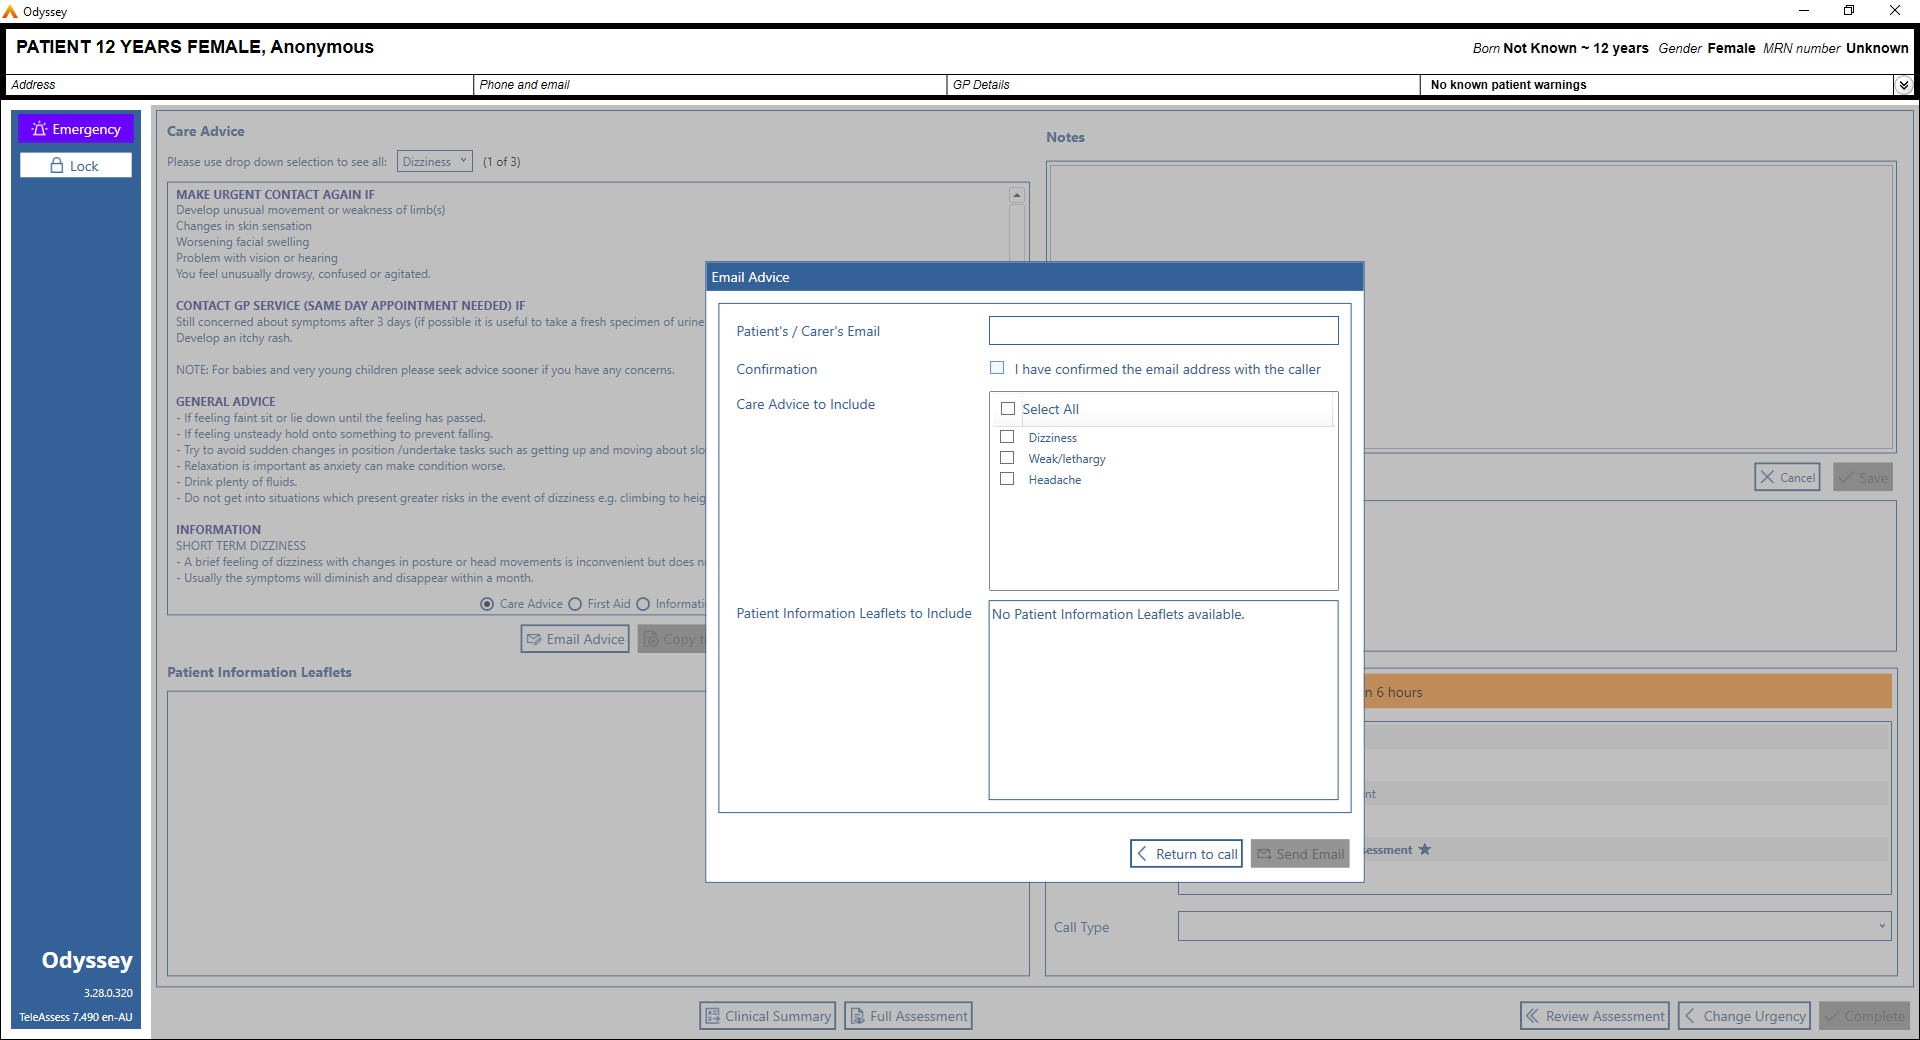 Odyssey
PATIENT 12 YEARS FEMALE, Anonymous
Born Not Known ~ 12 years Gender Female MRN number Unknown
Address
Phone and email
GP Details
No known patient warnings
Emergency
Lock
Care Advice
Please use drop down selection to see all: Dizziness (1 of 3)
MAKE URGENT CONTACT AGAIN IF
Develop unusual movement or weakness of limb(s)
Changes in skin sensation
Worsening facial swelling
Problem with vision or hearing
You feel unusually drowsy, confused or agitated.
CONTACT GP SERVICE (SAME DAY APPOINTMENT NEEDED) IF
Still concerned about symptoms after 3 days (if possible it is useful to take a fresh specimen of urine
Develop an itchy rash.
NOTE: For babies and very young children please seek advice sooner if you have any concerns.
GENERAL ADVICE
- If feeling faint sit or lie down until the feeling has passed.
- If feeling unsteady hold onto something to prevent falling.
- Try to avoid sudden changes in position /undertake tasks such as getting up and moving about slo
- Relaxation is important as anxiety can make condition worse.
- Drink plenty of fluids.
- Do not get into situations which present greater risks in the event of dizziness e.g. climbing to heig
INFORMATION
SHORT TERM DIZZINESS
- A brief feeling of dizziness with changes in posture or head movements is inconvenient but does n
- Usually the symptoms will diminish and disappear within a month.
Care Advice First Aid Informati
Email Advice
Copy t
Patient Information Leaflets
Notes
Cancel
Save
Email Advice
Patient's / Carer's Email
Confirmation
I have confirmed the email address with the caller
Care Advice to Include
Select All
Dizziness
Weak/lethargy
Headache
Patient Information Leaflets to Include
No Patient Information Leaflets available.
Return to call
Send Email
n 6 hours
nt
sessment
Call Type
Odyssey
3.28.0.320
TeleAssess 7.490 en-AU
Clinical Summary
Full Assessment
Review Assessment
Change Urgency
Complete